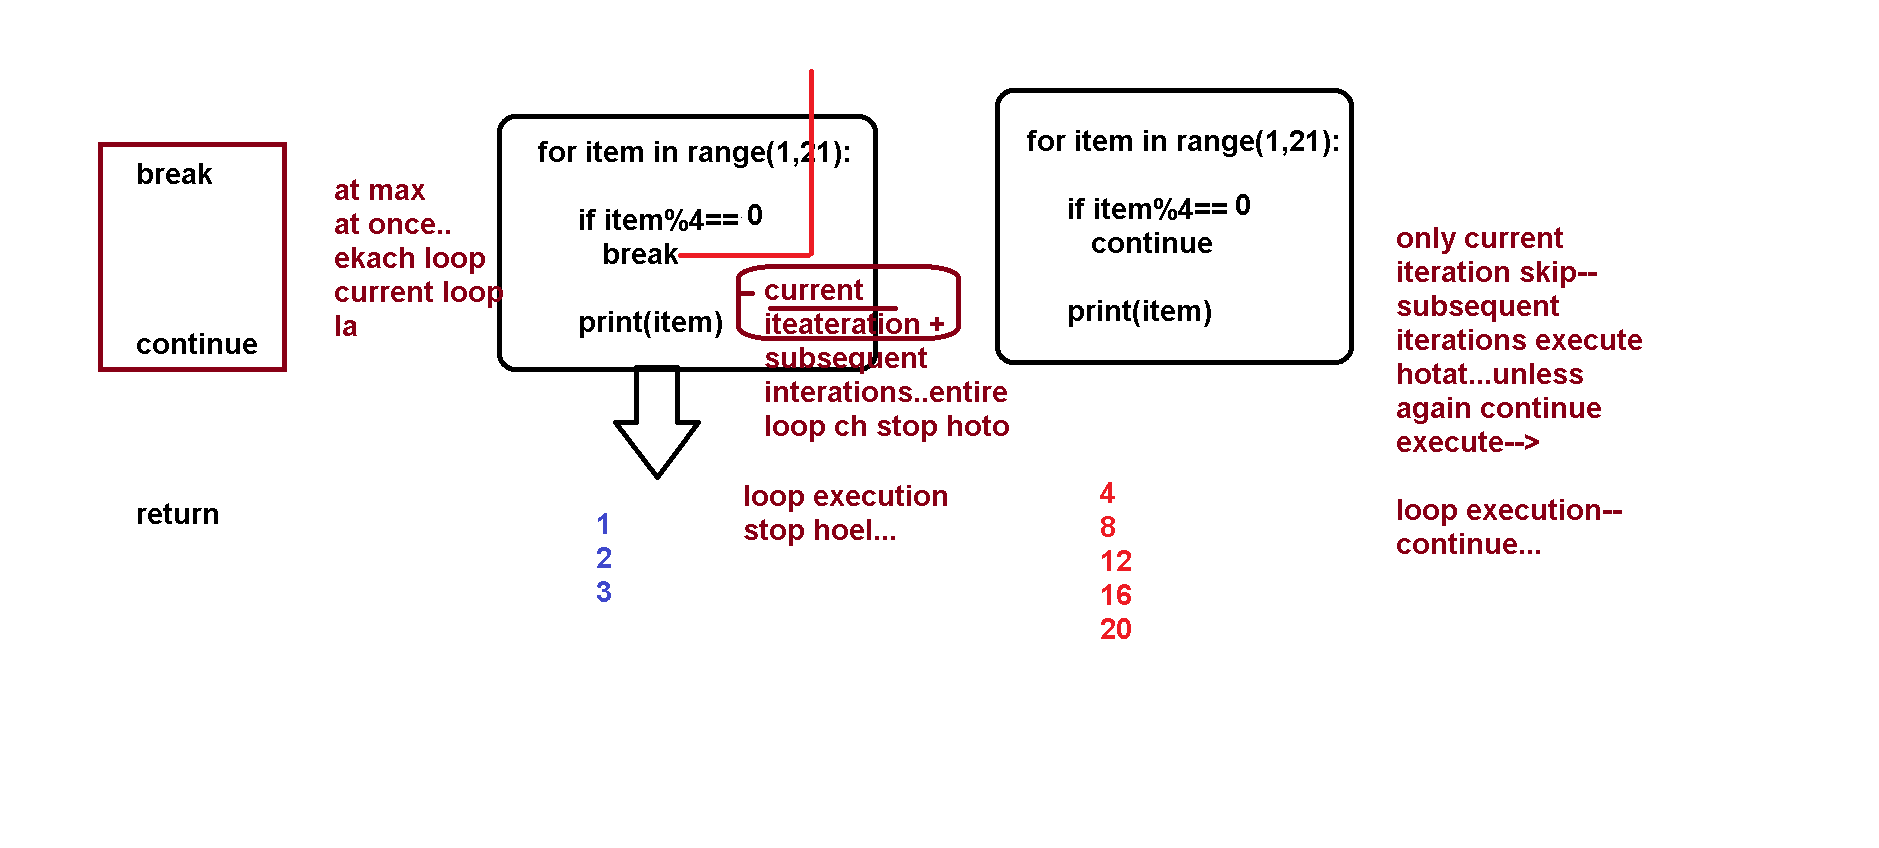 break
continue
return
at max
at once..
ekach loop
current loop
la
for item in range(1,21):
if item%4== 0
break
print(item)
current
iteateration +
subsequent
interations..entire
loop ch stop hoto
loop execution
stop hoel...
1
2
3
for item in range(1,21):
if item%4== 0
continue
print(item)
4
8
12
16
20
only current
iteration skip--
subsequent
iterations execute
hotat...unless
again continue
execute-->
loop execution--
continue...